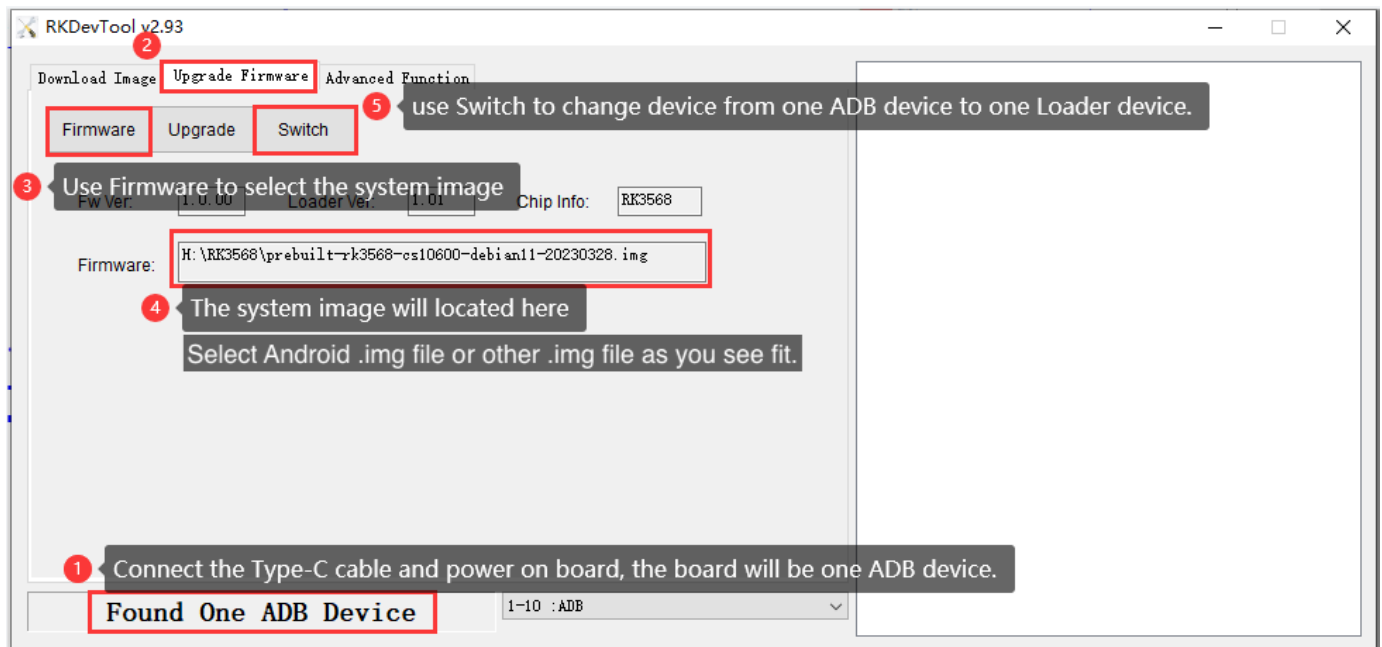 RKDevTool v2.93
2
Download Image Upgrade Firmware Advanced Function
5 use Switch to change device from one ADB device to one Loader device.
Firmware Upgrade Switch
3 Use Firmware to select the system image
Fw Ver: 1.0.00 Loader Ver: 1.01 Chip Info: RK3568
Firmware: H:\RK3568\prebuilt-rk3568-cs10600-debian11-20230328.img
4 The system image will located here
Select Android .img file or other .img file as you see fit.
1 Connect the Type-C cable and power on board, the board will be one ADB device.
Found One ADB Device 1-10 :ADB